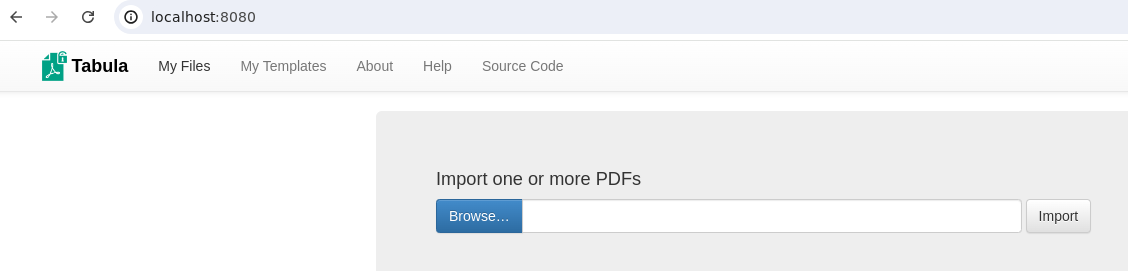 localhost:8080
Tabula My Files My Templates About Help Source Code
Import one or more PDFs
Browse... Import